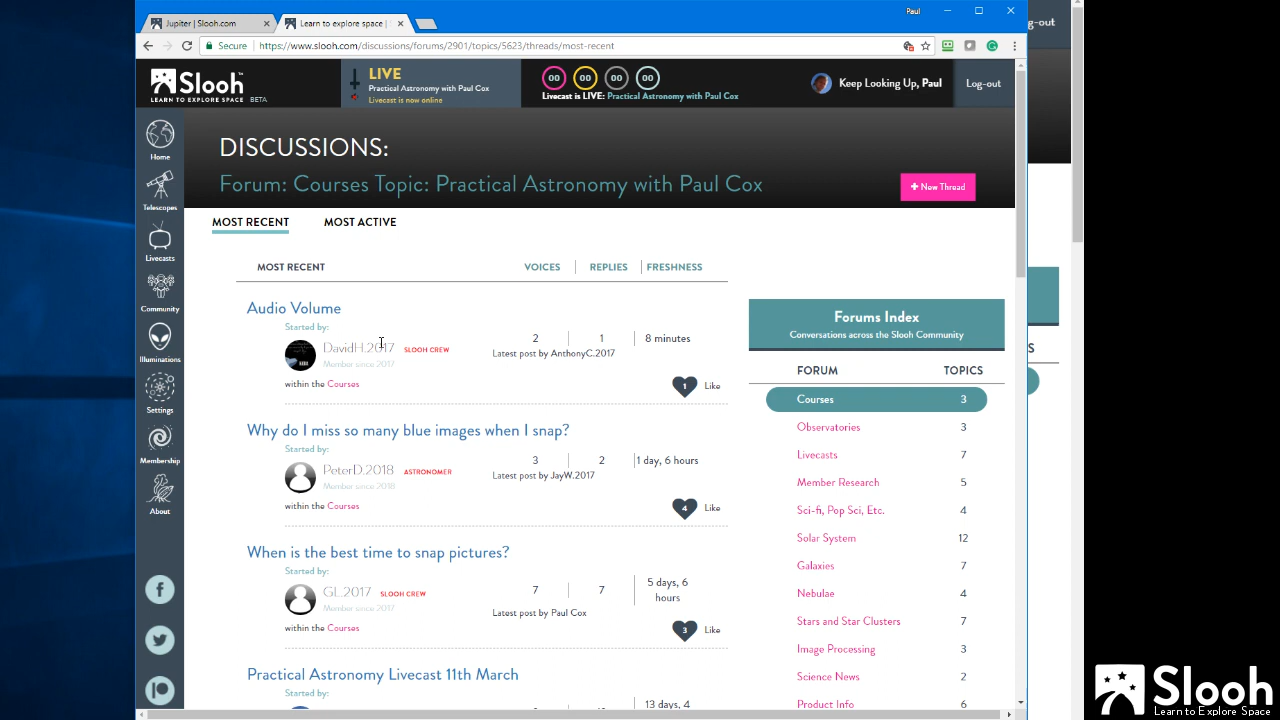 Paul
Jupiter | Slooh.com
Learn to explore space |
Secure
https://www.slooh.com/discussions/forums/2901/topics/5623/threads/most-recent
og-out
Slooh
LEARN TO EXPLORE SPACE BETA
LIVE
Practical Astronomy with Paul Cox
Livecast is now online
00 00 00 00
Livecast is LIVE: Practical Astronomy with Paul Cox
Keep Looking Up, Paul
Log-out
Home
Telescopes
Livecasts
Community
Illuminations
Settings
Membership
About
DISCUSSIONS:
Forum: Courses Topic: Practical Astronomy with Paul Cox
+ New Thread
MOST RECENT
MOST ACTIVE
MOST RECENT VOICES REPLIES FRESHNESS
Audio Volume
Started by:
DavidH.2017 SLOOH CREW
Member since 2017
within the Courses
2 1 8 minutes
Latest post by AnthonyC.2017
1 Like
Why do I miss so many blue images when I snap?
Started by:
PeterD.2018 ASTRONOMER
Member since 2018
within the Courses
3 2 1 day, 6 hours
Latest post by JayW.2017
4 Like
When is the best time to snap pictures?
Started by:
GL.2017 SLOOH CREW
Member since 2017
within the Courses
7 7 5 days, 6
hours
Latest post by Paul Cox
3 Like
Practical Astronomy Livecast 11th March
Started by:
13 days, 4
Forums Index
Conversations across the Slooh Community
FORUM TOPICS
Courses 3
Observatories 3
Livecasts 7
Member Research 5
Sci-fi, Pop Sci, Etc. 4
Solar System 12
Galaxies 7
Nebulae 4
Stars and Star Clusters 7
Image Processing 3
Science News 2
Product Info 6
S
Slooh
Learn to Explore Space